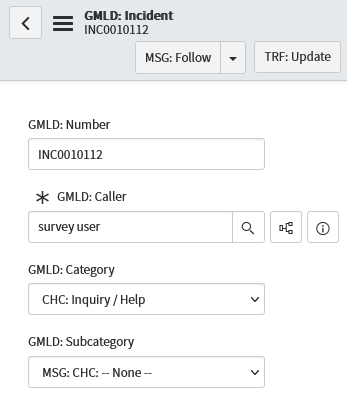 GMLD: Incident
INC0010112
MSG: Follow
TRF: Update
GMLD: Number
INC0010112
GMLD: Caller
survey user
GMLD: Category
CHC: Inquiry / Help
GMLD: Subcategory
MSG: CHC: -- None --